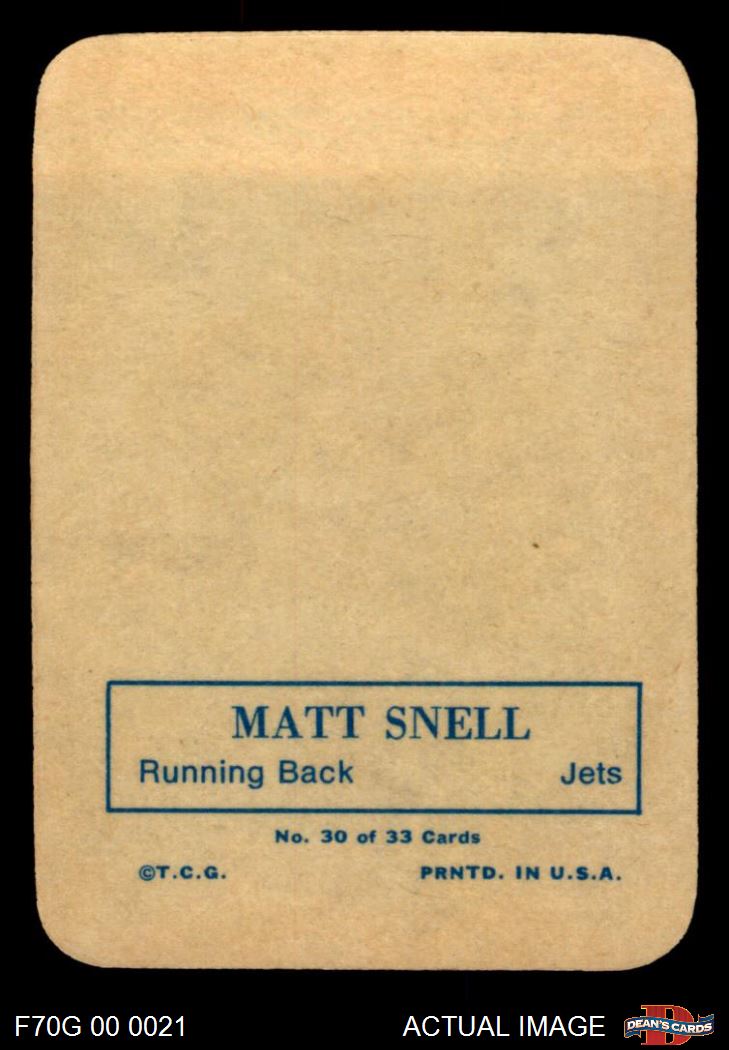 MATT SNELL
Running Back Jets
No. 30 of 33 Cards
©T.C.G. PRNTD. IN U.S.A.
F70G 00 0021 ACTUAL IMAGE DEAN'S CARDS